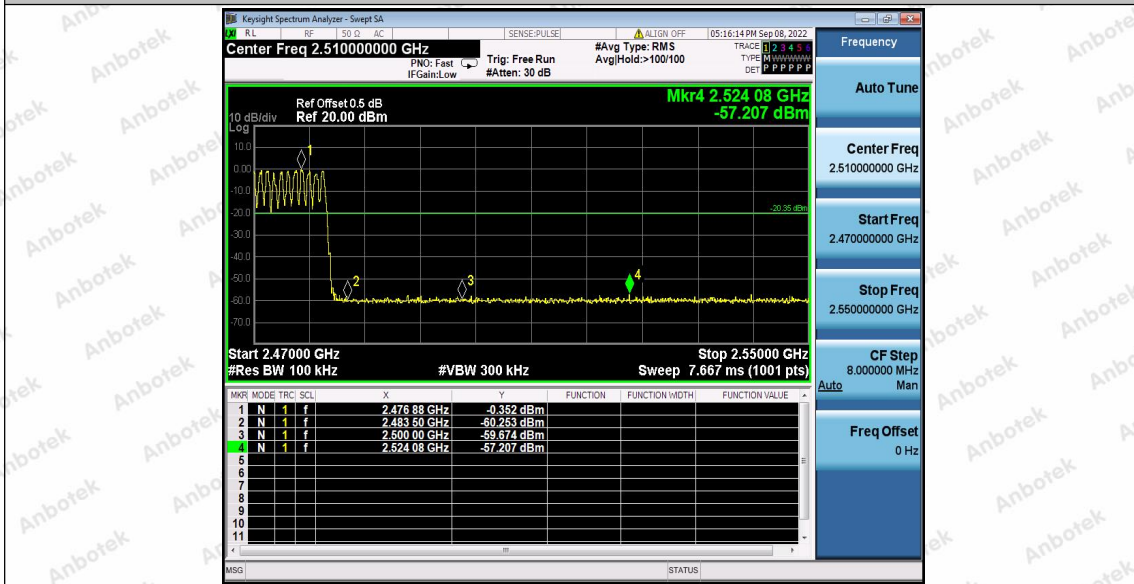 Keysight Spectrum Analyzer - Swept SA
LXI RL RF 50 Ω AC SENSE:PULSE ALIGN OFF 05:16:14 PM Sep 08, 2022
Center Freq 2.510000000 GHz
PNO: Fast Trig: Free Run #Avg Type: RMS TRACE 1 2 3 4 5 6
IFGain:Low #Atten: 30 dB Avg|Hold:>100/100 TYPE M W W W W W
DET P P P P P P
Frequency
Auto Tune
Center Freq
2.510000000 GHz
Start Freq
2.470000000 GHz
Stop Freq
2.550000000 GHz
CF Step
8.000000 MHz
Auto Man
Freq Offset
0 Hz
Mkr4 2.524 08 GHz
-57.207 dBm
Ref Offset 0.5 dB
10 dB/div Ref 20.00 dBm
Log
10.0
0.00
-10.0
-20.0
-30.0
-40.0
-50.0
-60.0
-70.0
1
2
3
4
-20.35 dBm
Start 2.47000 GHz Stop 2.55000 GHz
#Res BW 100 kHz #VBW 300 kHz Sweep 7.667 ms (1001 pts)
MKR MODE TRC SCL X Y FUNCTION FUNCTION WIDTH FUNCTION VALUE
1 N 1 f 2.476 88 GHz -0.352 dBm
2 N 1 f 2.483 50 GHz -60.253 dBm
3 N 1 f 2.500 00 GHz -59.674 dBm
4 N 1 f 2.524 08 GHz -57.207 dBm
5
6
7
8
9
10
11
MSG STATUS
Anbotek